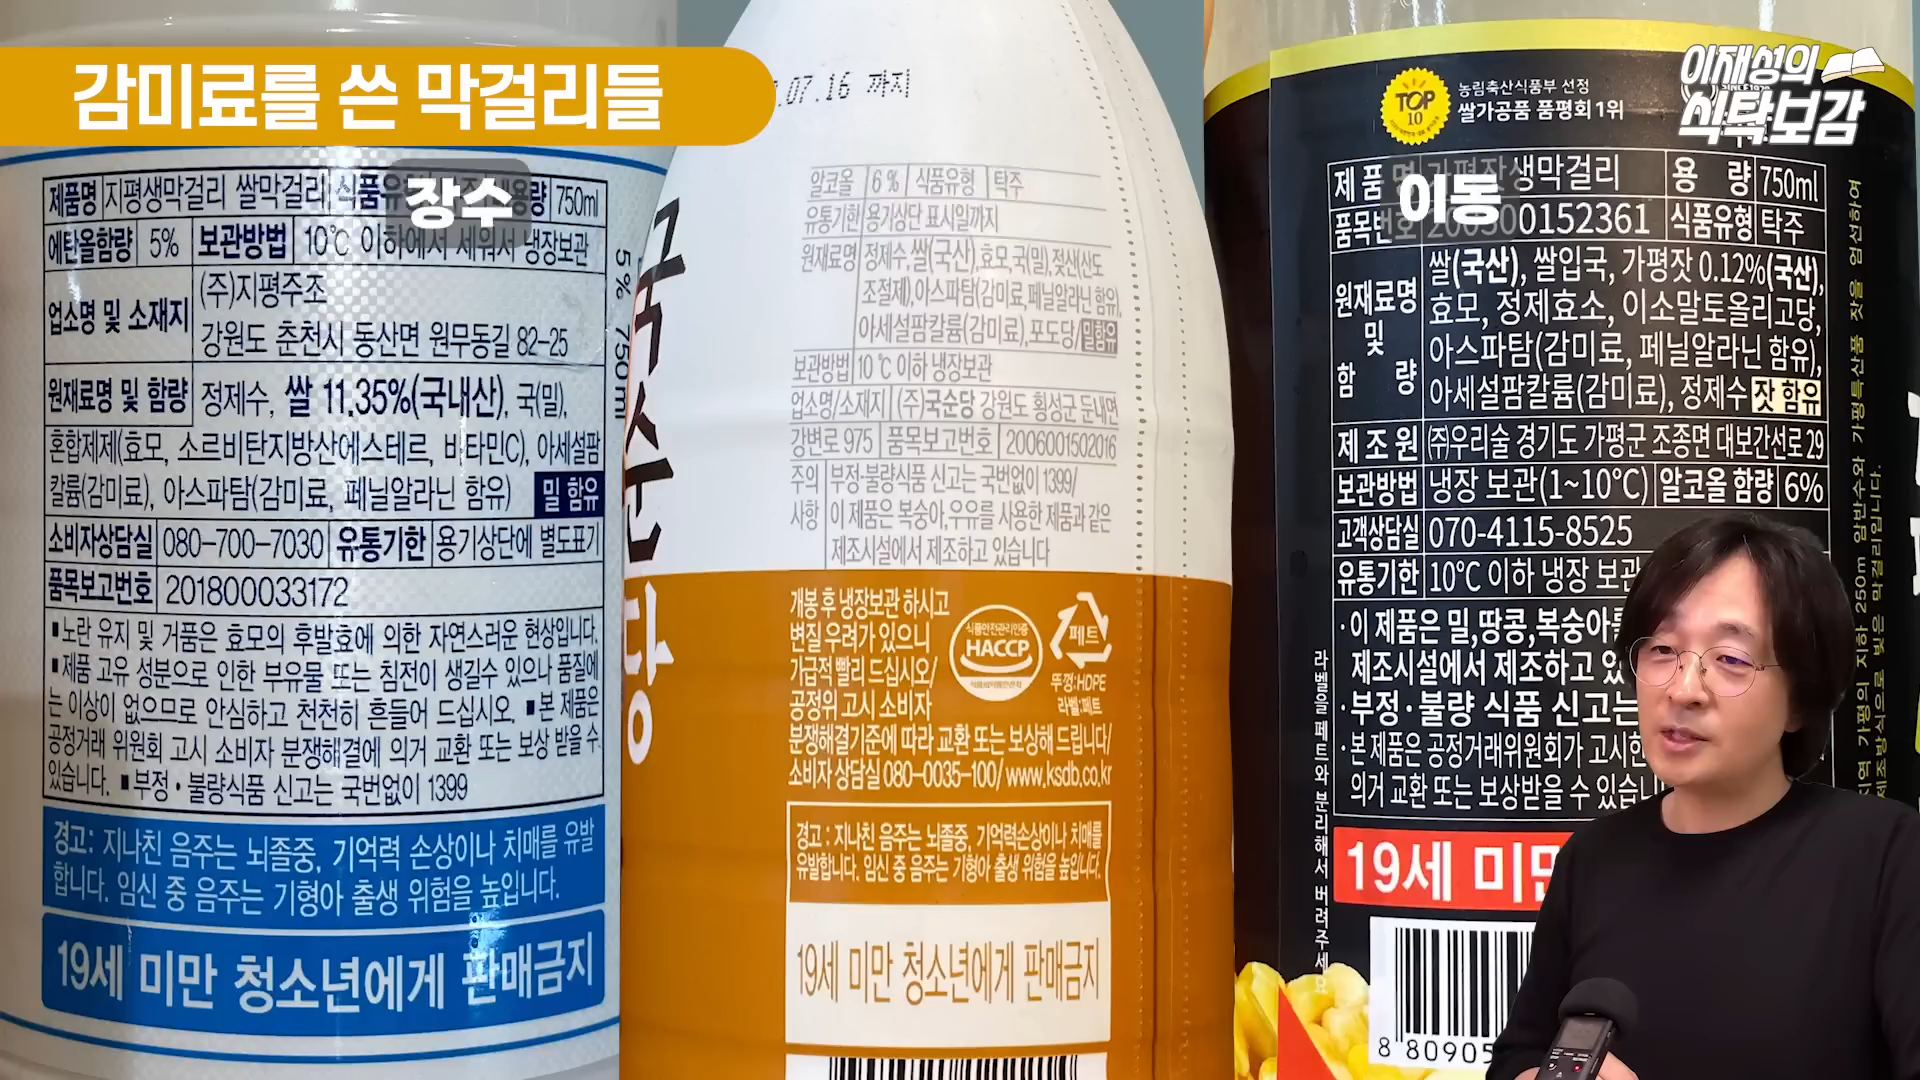 감미료를 쓴 막걸리들
이재성의
SINCE 1970
식탁보감
장수
이동
제품명 지평생막걸리 쌀막걸리 식품유 용량 750ml
에탄올함량 5% 보관방법 10℃ 이하에서 세워서 냉장보관
업소명 및 소재지 (주)지평주조
강원도 춘천시 동산면 원무동길 82-25
원재료명 및 함량 정제수, 쌀 11.35%(국내산), 국(밀),
혼합제제(효모, 소르비탄지방산에스테르, 비타민C), 아세설팜
칼륨(감미료), 아스파탐(감미료, 페닐알라닌 함유) 밀 함유
소비자상담실 080-700-7030 유통기한 용기상단에 별도표기
품목보고번호 201800033172
▪노란 유지 및 거품은 효모의 후발효에 의한 자연스러운 현상입니다.
▪제품 고유 성분으로 인한 부유물 또는 침전이 생길수 있으나 품질에
는 이상이 없으므로 안심하고 천천히 흔들어 드십시오. ▪본 제품은
공정거래 위원회 고시 소비자 분쟁해결에 의거 교환 또는 보상 받을 수
있습니다. ▪부정·불량식품 신고는 국번없이 1399
경고: 지나친 음주는 뇌졸중, 기억력 손상이나 치매를 유발
합니다. 임신 중 음주는 기형아 출생 위험을 높입니다.
19세 미만 청소년에게 판매금지
5% 750ml
.07.16 까지
국순당
알코올 6% 식품유형 탁주
유통기한 용기상단 표시일까지
원재료명 정제수, 쌀(국산), 효모, 국(밀), 젖산(산도
조절제), 아스파탐(감미료, 페닐알라닌 함유),
아세설팜칼륨(감미료), 포도당/ 밀함유
보관방법 10℃ 이하 냉장보관
업소명/소재지 (주)국순당 강원도 횡성군 둔내면
강변로 975 품목보고번호 2006001502016
주의 부정·불량식품 신고는 국번없이 1399/
사항 이 제품은 복숭아, 우유를 사용한 제품과 같은
제조시설에서 제조하고 있습니다
개봉 후 냉장보관 하시고
변질 우려가 있으니
가급적 빨리 드십시오/
공정위 고시 소비자
분쟁해결기준에 따라 교환 또는 보상해 드립니다/
소비자 상담실 080-0035-100/ www.ksdb.co.kr
식품안전관리인증
HACCP
페트
뚜껑:HDPE
라벨:페트
경고 : 지나친 음주는 뇌졸중, 기억력손상이나 치매를
유발합니다. 임신 중 음주는 기형아 출생 위험을 높입니다.
19세 미만 청소년에게 판매금지
TOP
10
농림축산식품부 선정
쌀가공품 품평회 1위
제품명 가평잣생막걸리 용량 750ml
품목번호 200300152361 식품유형 탁주
원재료명 및 함량 쌀(국산), 쌀입국, 가평잣 0.12%(국산),
효모, 정제효소, 이소말토올리고당,
아스파탐(감미료, 페닐알라닌 함유),
아세설팜칼륨(감미료), 정제수 잣 함유
제조원 ㈜우리술 경기도 가평군 조종면 대보간선로 29
보관방법 냉장 보관(1~10℃) 알코올 함량 6%
고객상담실 070-4115-8525
유통기한 10℃ 이하 냉장 보관
·이 제품은 밀,땅콩,복숭아를
제조시설에서 제조하고 있
·부정·불량 식품 신고는
·본 제품은 공정거래위원회가 고시한
의거 교환 또는 보상받을 수 있습니
19세 미만
8 80905
라벨을 페트와 분리해서 버려주세요